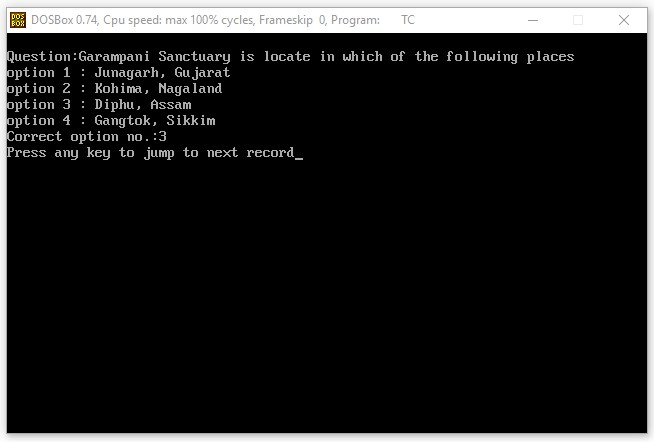 DOS
BOX
DOSBox 0.74, Cpu speed: max 100% cycles, Frameskip 0, Program: TC
Question:Garampani Sanctuary is locate in which of the following places
option 1 : Junagarh, Gujarat
option 2 : Kohima, Nagaland
option 3 : Diphu, Assam
option 4 : Gangtok, Sikkim
Correct option no.:3
Press any key to jump to next record_